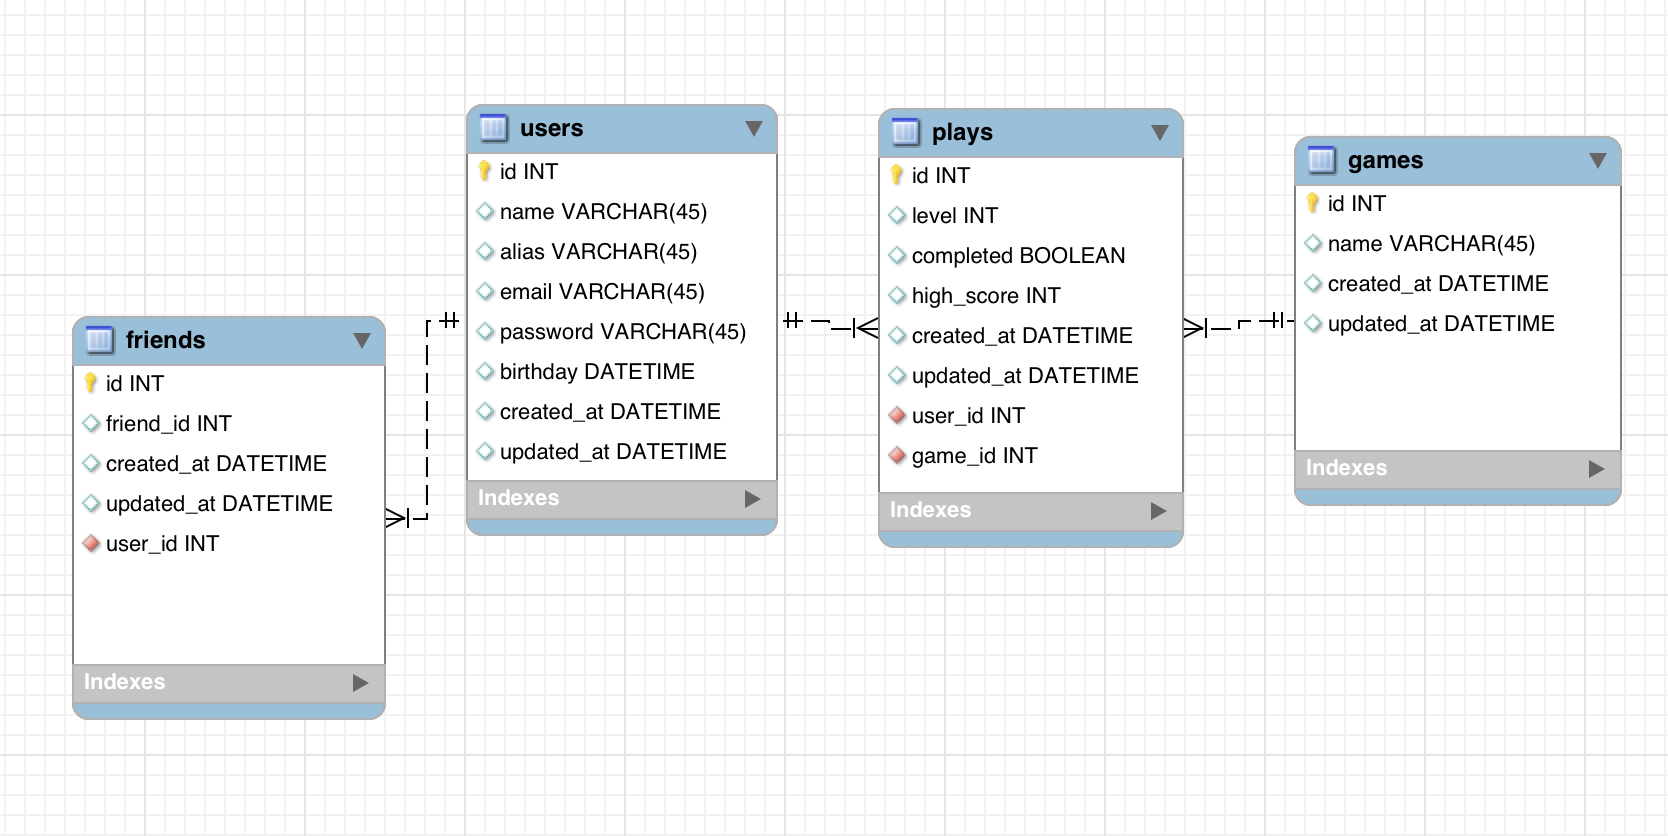 friends
id INT
friend_id INT
created_at DATETIME
updated_at DATETIME
user_id INT
Indexes
users
id INT
name VARCHAR(45)
alias VARCHAR(45)
email VARCHAR(45)
password VARCHAR(45)
birthday DATETIME
created_at DATETIME
updated_at DATETIME
Indexes
plays
id INT
level INT
completed BOOLEAN
high_score INT
created_at DATETIME
updated_at DATETIME
user_id INT
game_id INT
Indexes
games
id INT
name VARCHAR(45)
created_at DATETIME
updated_at DATETIME
Indexes